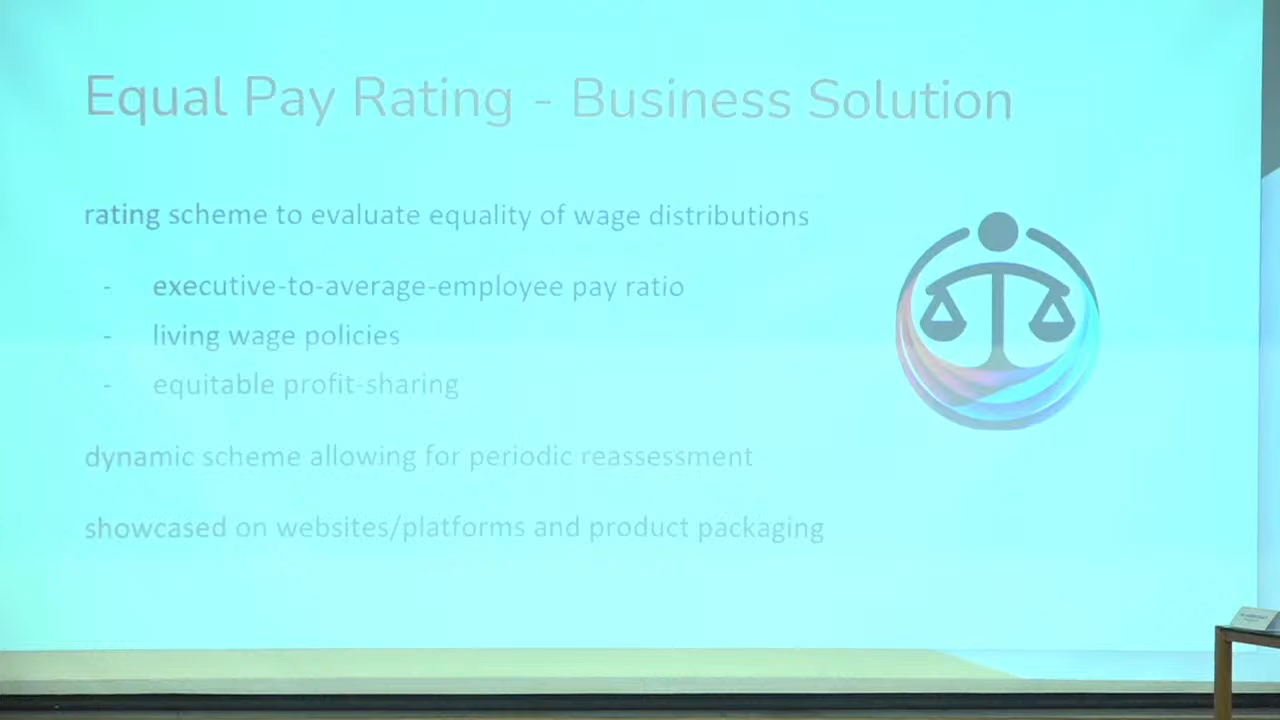 Equal Pay Rating - Business Solution
rating scheme to evaluate equality of wage distributions
- executive-to-average-employee pay ratio
- living wage policies
- equitable profit-sharing
dynamic scheme allowing for periodic reassessment
showcased on websites/platforms and product packaging